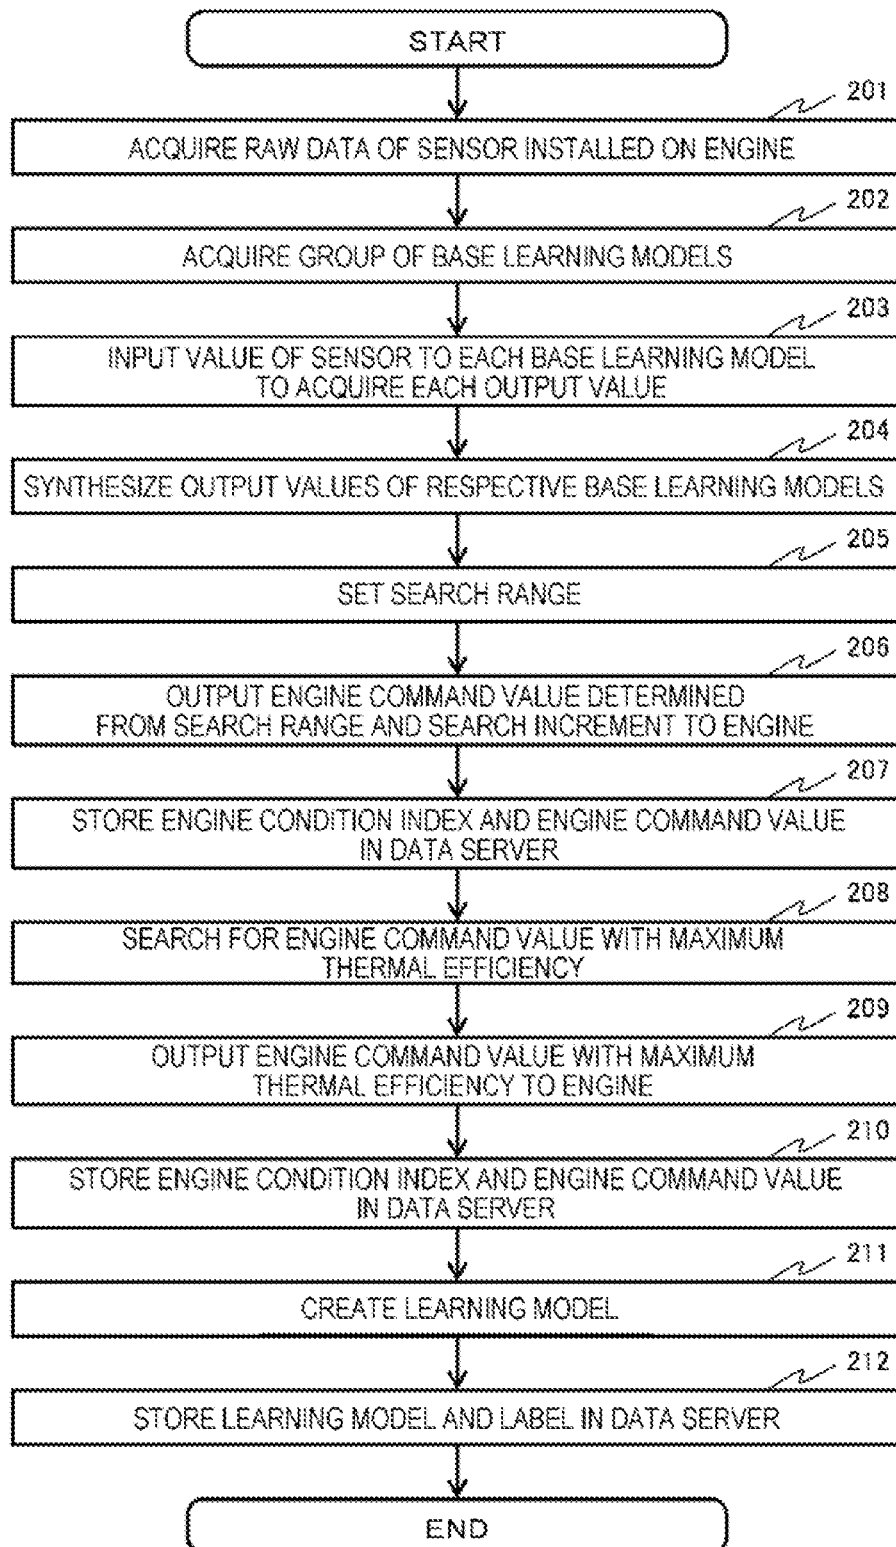 START
201
ACQUIRE RAW DATA OF SENSOR INSTALLED ON ENGINE
202
ACQUIRE GROUP OF BASE LEARNING MODELS
203
INPUT VALUE OF SENSOR TO EACH BASE LEARNING MODEL
TO ACQUIRE EACH OUTPUT VALUE
204
SYNTHESIZE OUTPUT VALUES OF RESPECTIVE BASE LEARNING MODELS
205
SET SEARCH RANGE
206
OUTPUT ENGINE COMMAND VALUE DETERMINED
FROM SEARCH RANGE AND SEARCH INCREMENT TO ENGINE
207
STORE ENGINE CONDITION INDEX AND ENGINE COMMAND VALUE
IN DATA SERVER
208
SEARCH FOR ENGINE COMMAND VALUE WITH MAXIMUM
THERMAL EFFICIENCY
209
OUTPUT ENGINE COMMAND VALUE WITH MAXIMUM
THERMAL EFFICIENCY TO ENGINE
210
STORE ENGINE CONDITION INDEX AND ENGINE COMMAND VALUE
IN DATA SERVER
211
CREATE LEARNING MODEL
212
STORE LEARNING MODEL AND LABEL IN DATA SERVER
END